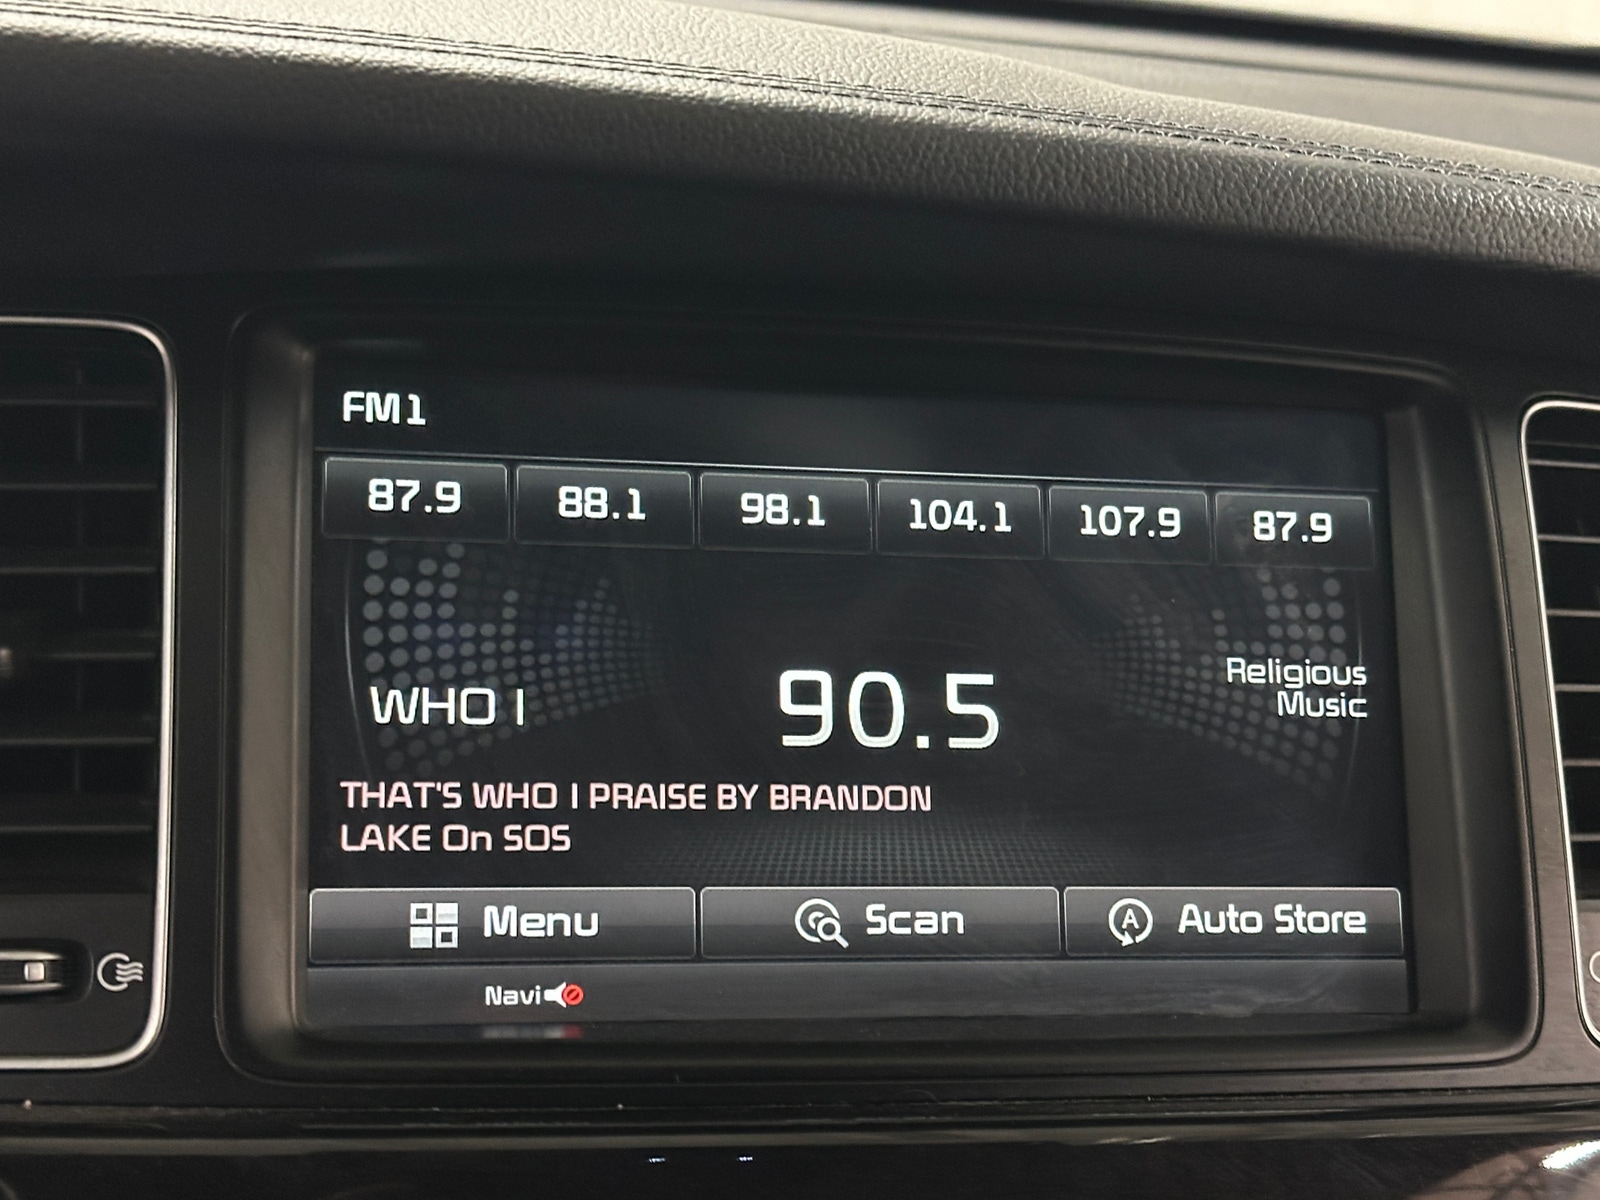 FM1
87.9 88.1 98.1 104.1 107.9 87.9
WHO I 90.5 Religious
Music
THAT'S WHO I PRAISE BY BRANDON
LAKE On SOS
Menu Scan A Auto Store
Navi